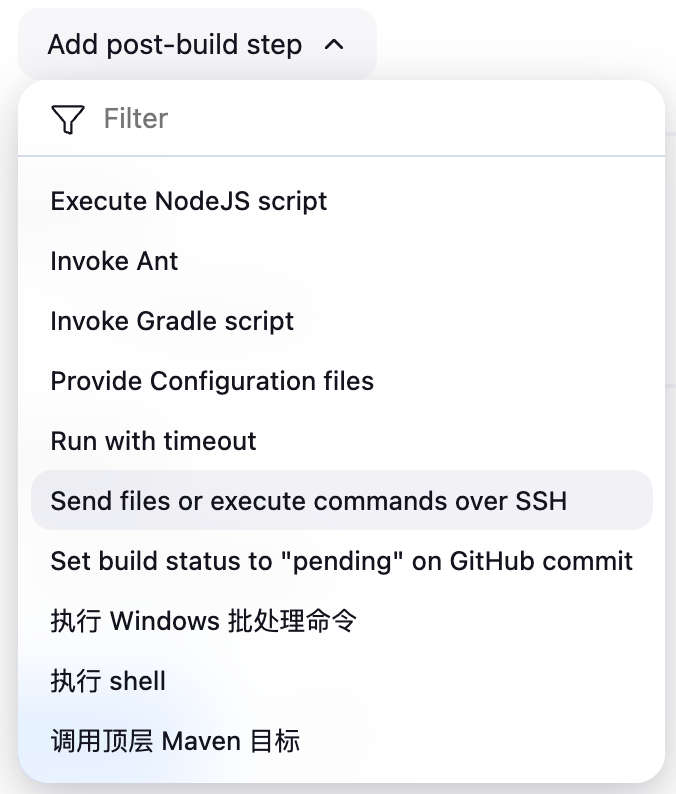 Add post-build step
Filter
Execute NodeJS script
Invoke Ant
Invoke Gradle script
Provide Configuration files
Run with timeout
Send files or execute commands over SSH
Set build status to "pending" on GitHub commit
执行 Windows 批处理命令
执行 shell
调用顶层 Maven 目标